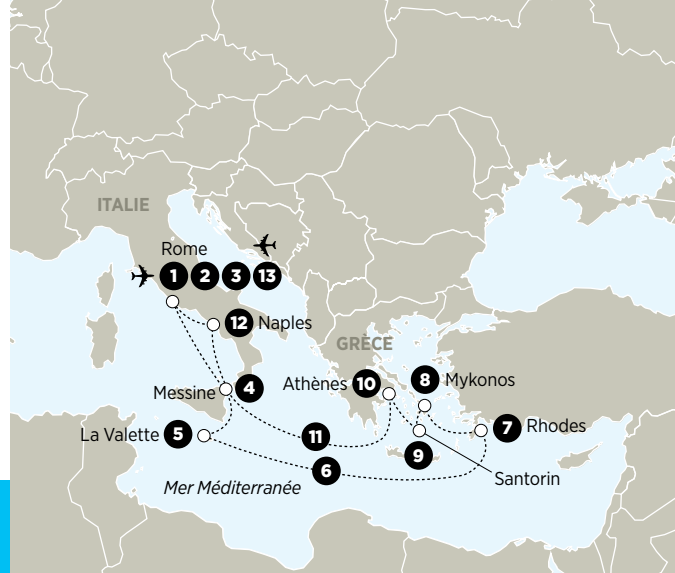 ITALIE
Rome
1 2 3 13
12 Naples
GRÈCE
Messine 4
Athènes 10
8 Mykonos
La Valette 5
11
7 Rhodes
9
6
Santorin
Mer Méditerranée